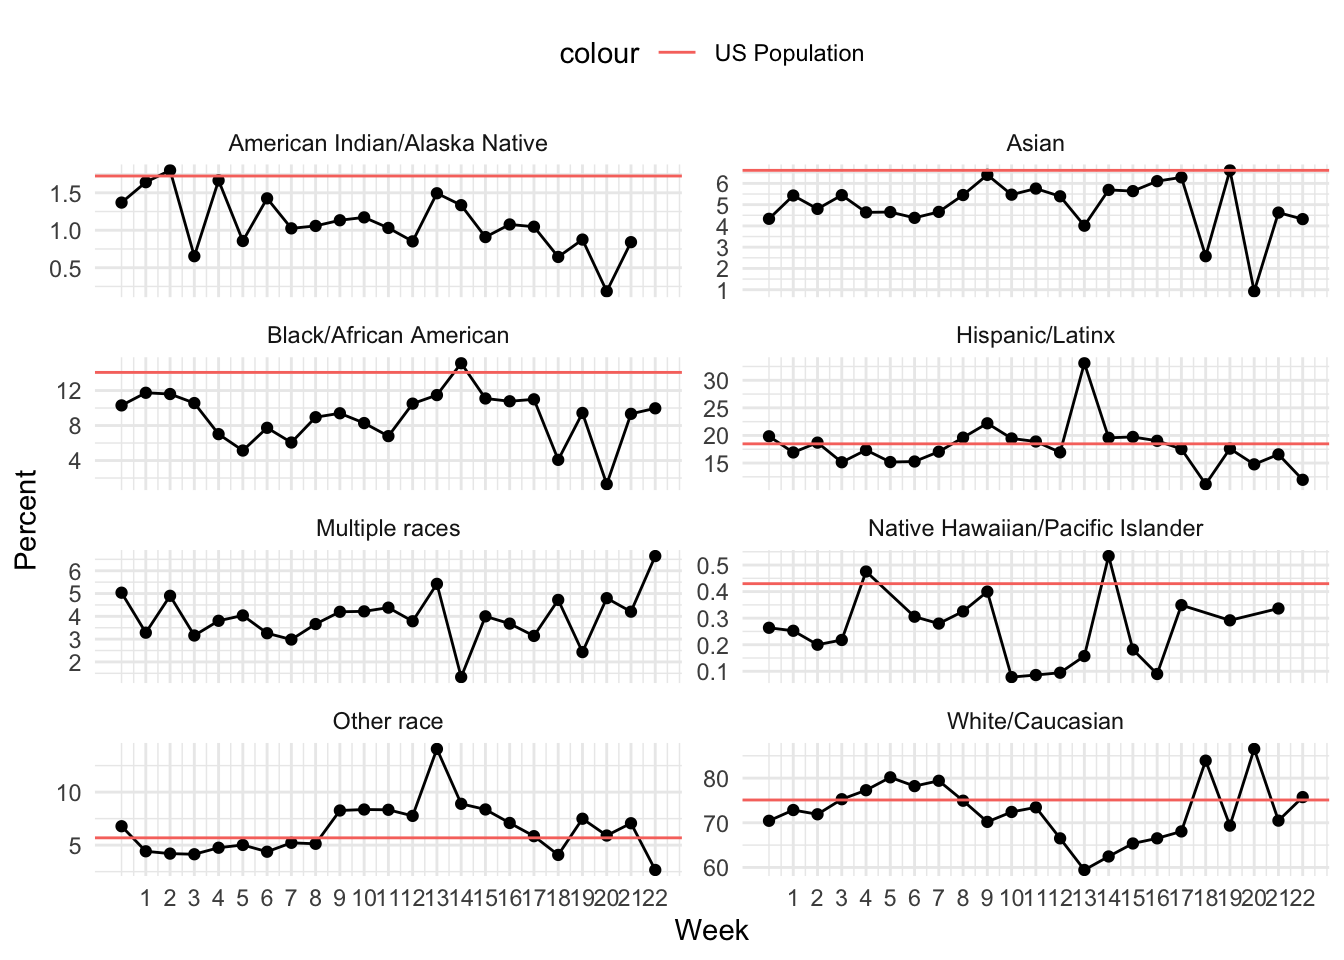 colour US Population
American Indian/Alaska Native
1.5
1.0
0.5
Asian
6
5
4
3
2
1
Black/African American
12
8
4
Hispanic/Latinx
30
25
20
15
Percent
Multiple races
6
5
4
3
2
Native Hawaiian/Pacific Islander
0.5
0.4
0.3
0.2
0.1
Other race
10
5
White/Caucasian
80
70
60
1 2 3 4 5 6 7 8 9 10 11 12 13 14 15 16 17 18 19 20 21 22
1 2 3 4 5 6 7 8 9 10 11 12 13 14 15 16 17 18 19 20 21 22
Week